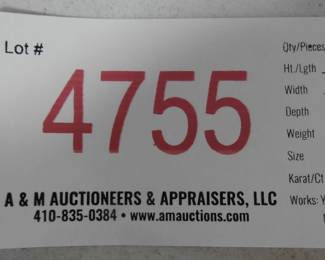 Lot #
4755
A & M AUCTIONEERS & APPRAISERS, LLC
410-835-0384 • www.amauctions.com
Qty/Pieces
Ht./Lgth
Width
Depth
Weight
Size
Karat/Ct
Works: Y